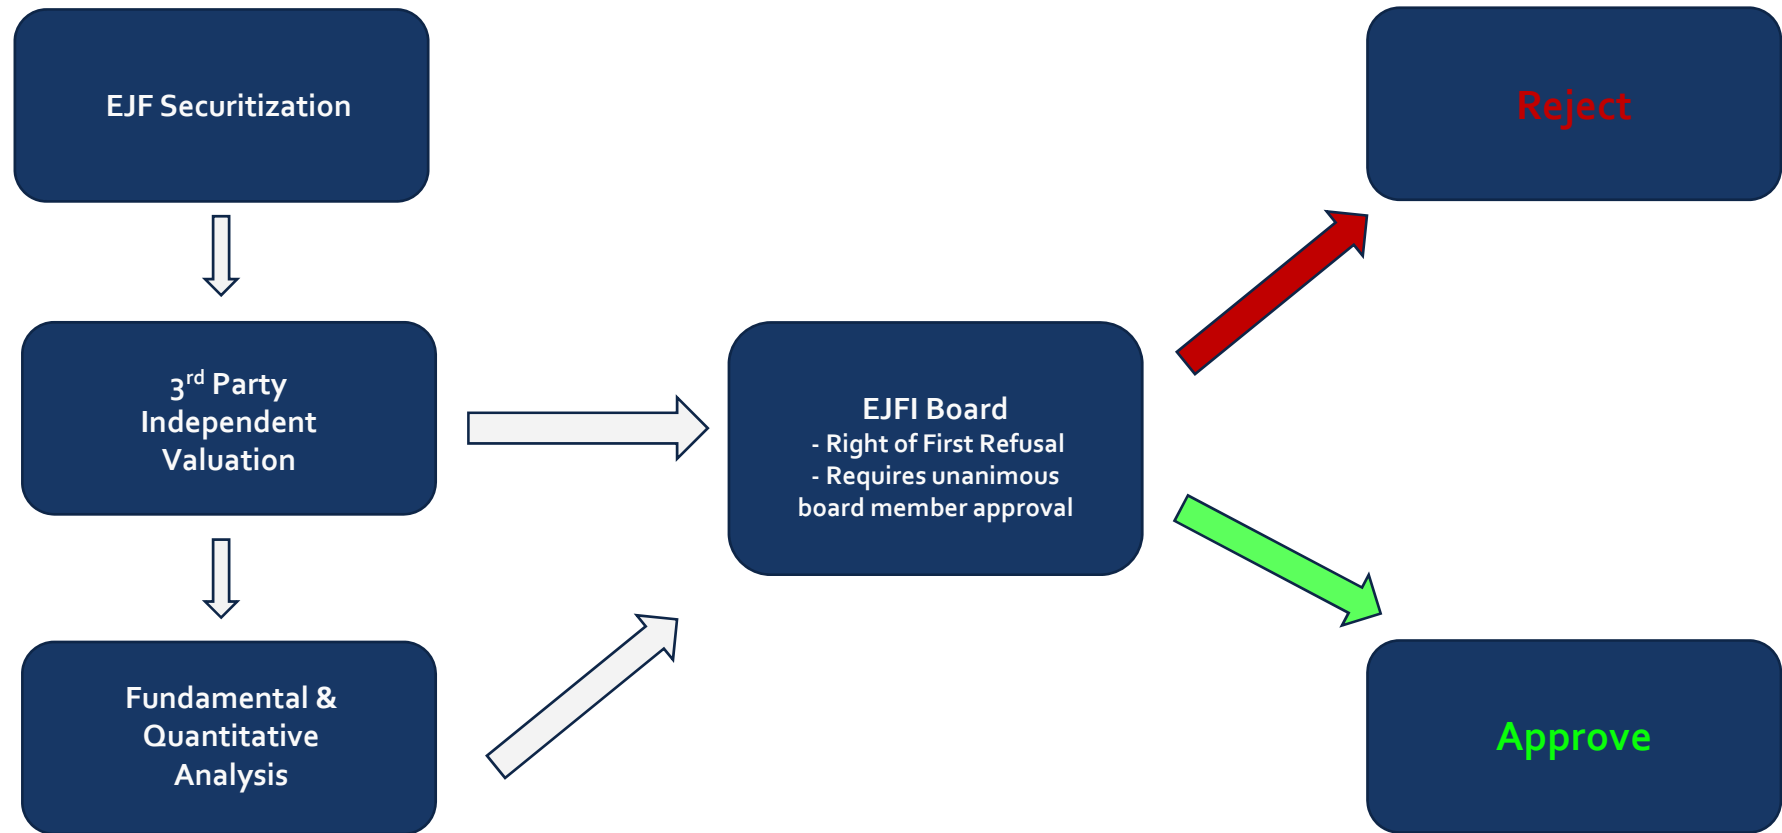 EJF Securitization
3rd Party
Independent
Valuation
Fundamental &
Quantitative
Analysis
EJFI Board
- Right of First Refusal
- Requires unanimous
board member approval
Reject
Approve